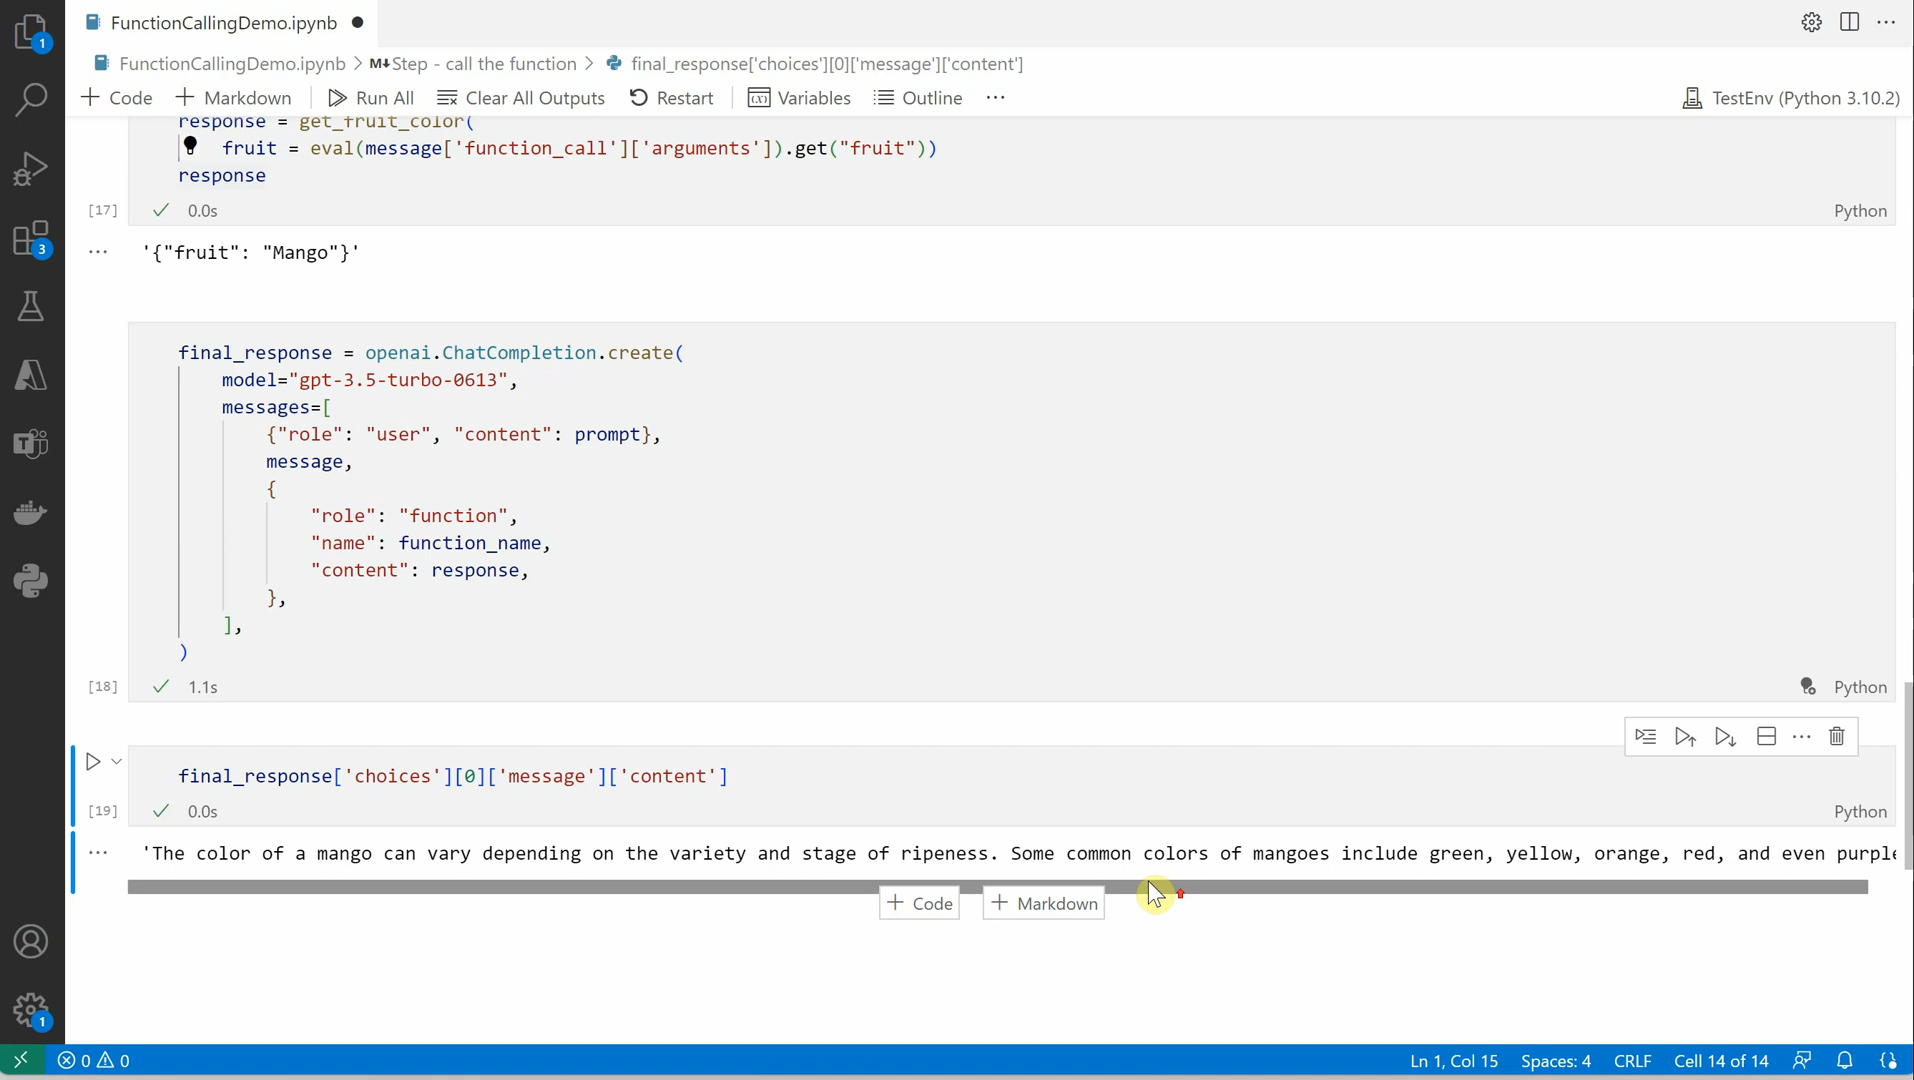 FunctionCallingDemo.ipynb
FunctionCallingDemo.ipynb > M↓Step - call the function > final_response['choices'][0]['message']['content']
+ Code + Markdown Run All Clear All Outputs Restart Variables Outline ... TestEnv (Python 3.10.2)
response = get_fruit_color(
fruit = eval(message['function_call']['arguments']).get("fruit"))
response
[17] 0.0s Python
... '{"fruit": "Mango"}'
final_response = openai.ChatCompletion.create(
model="gpt-3.5-turbo-0613",
messages=[
{"role": "user", "content": prompt},
message,
{
"role": "function",
"name": function_name,
"content": response,
},
],
)
[18] 1.1s Python
final_response['choices'][0]['message']['content']
[19] 0.0s Python
... 'The color of a mango can vary depending on the variety and stage of ripeness. Some common colors of mangoes include green, yellow, orange, red, and even purple
+ Code + Markdown
1
3
1
0 0 Ln 1, Col 15 Spaces: 4 CRLF Cell 14 of 14